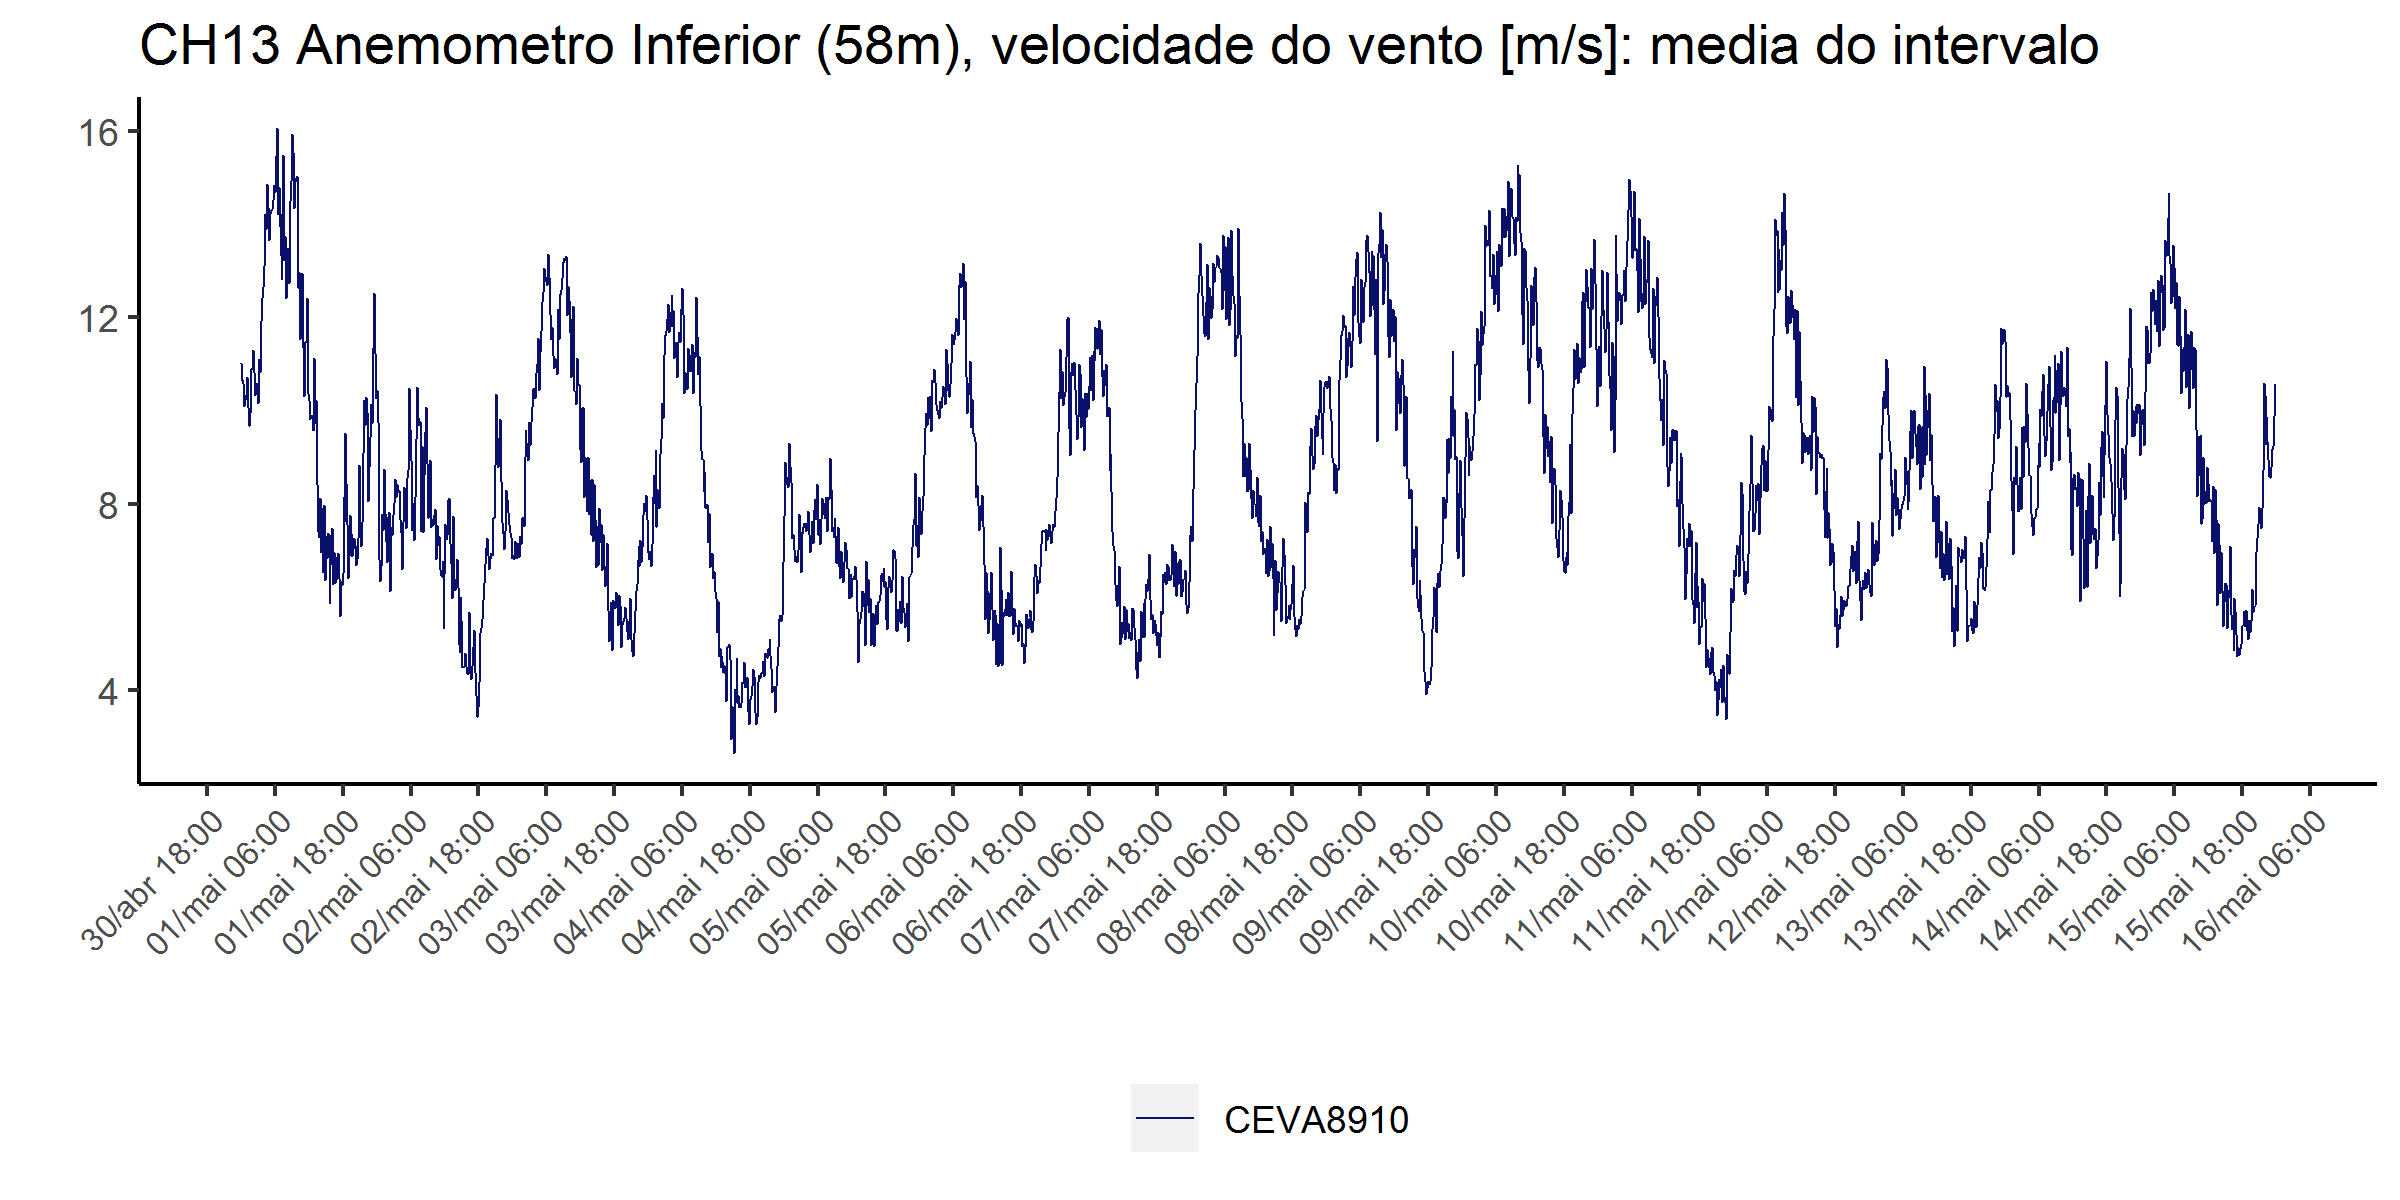 CH13 Anemometro Inferior (58m), velocidade do vento [m/s]: media do intervalo
16
12
8
4
30/abr 18:00
01/mai 06:00
01/mai 18:00
02/mai 06:00
02/mai 18:00
03/mai 06:00
03/mai 18:00
04/mai 06:00
04/mai 18:00
05/mai 06:00
05/mai 18:00
06/mai 06:00
06/mai 18:00
07/mai 06:00
07/mai 18:00
08/mai 06:00
08/mai 18:00
09/mai 06:00
09/mai 18:00
10/mai 06:00
10/mai 18:00
11/mai 06:00
11/mai 18:00
12/mai 06:00
12/mai 18:00
13/mai 06:00
13/mai 18:00
14/mai 06:00
14/mai 18:00
15/mai 06:00
15/mai 18:00
16/mai 06:00
CEVA8910